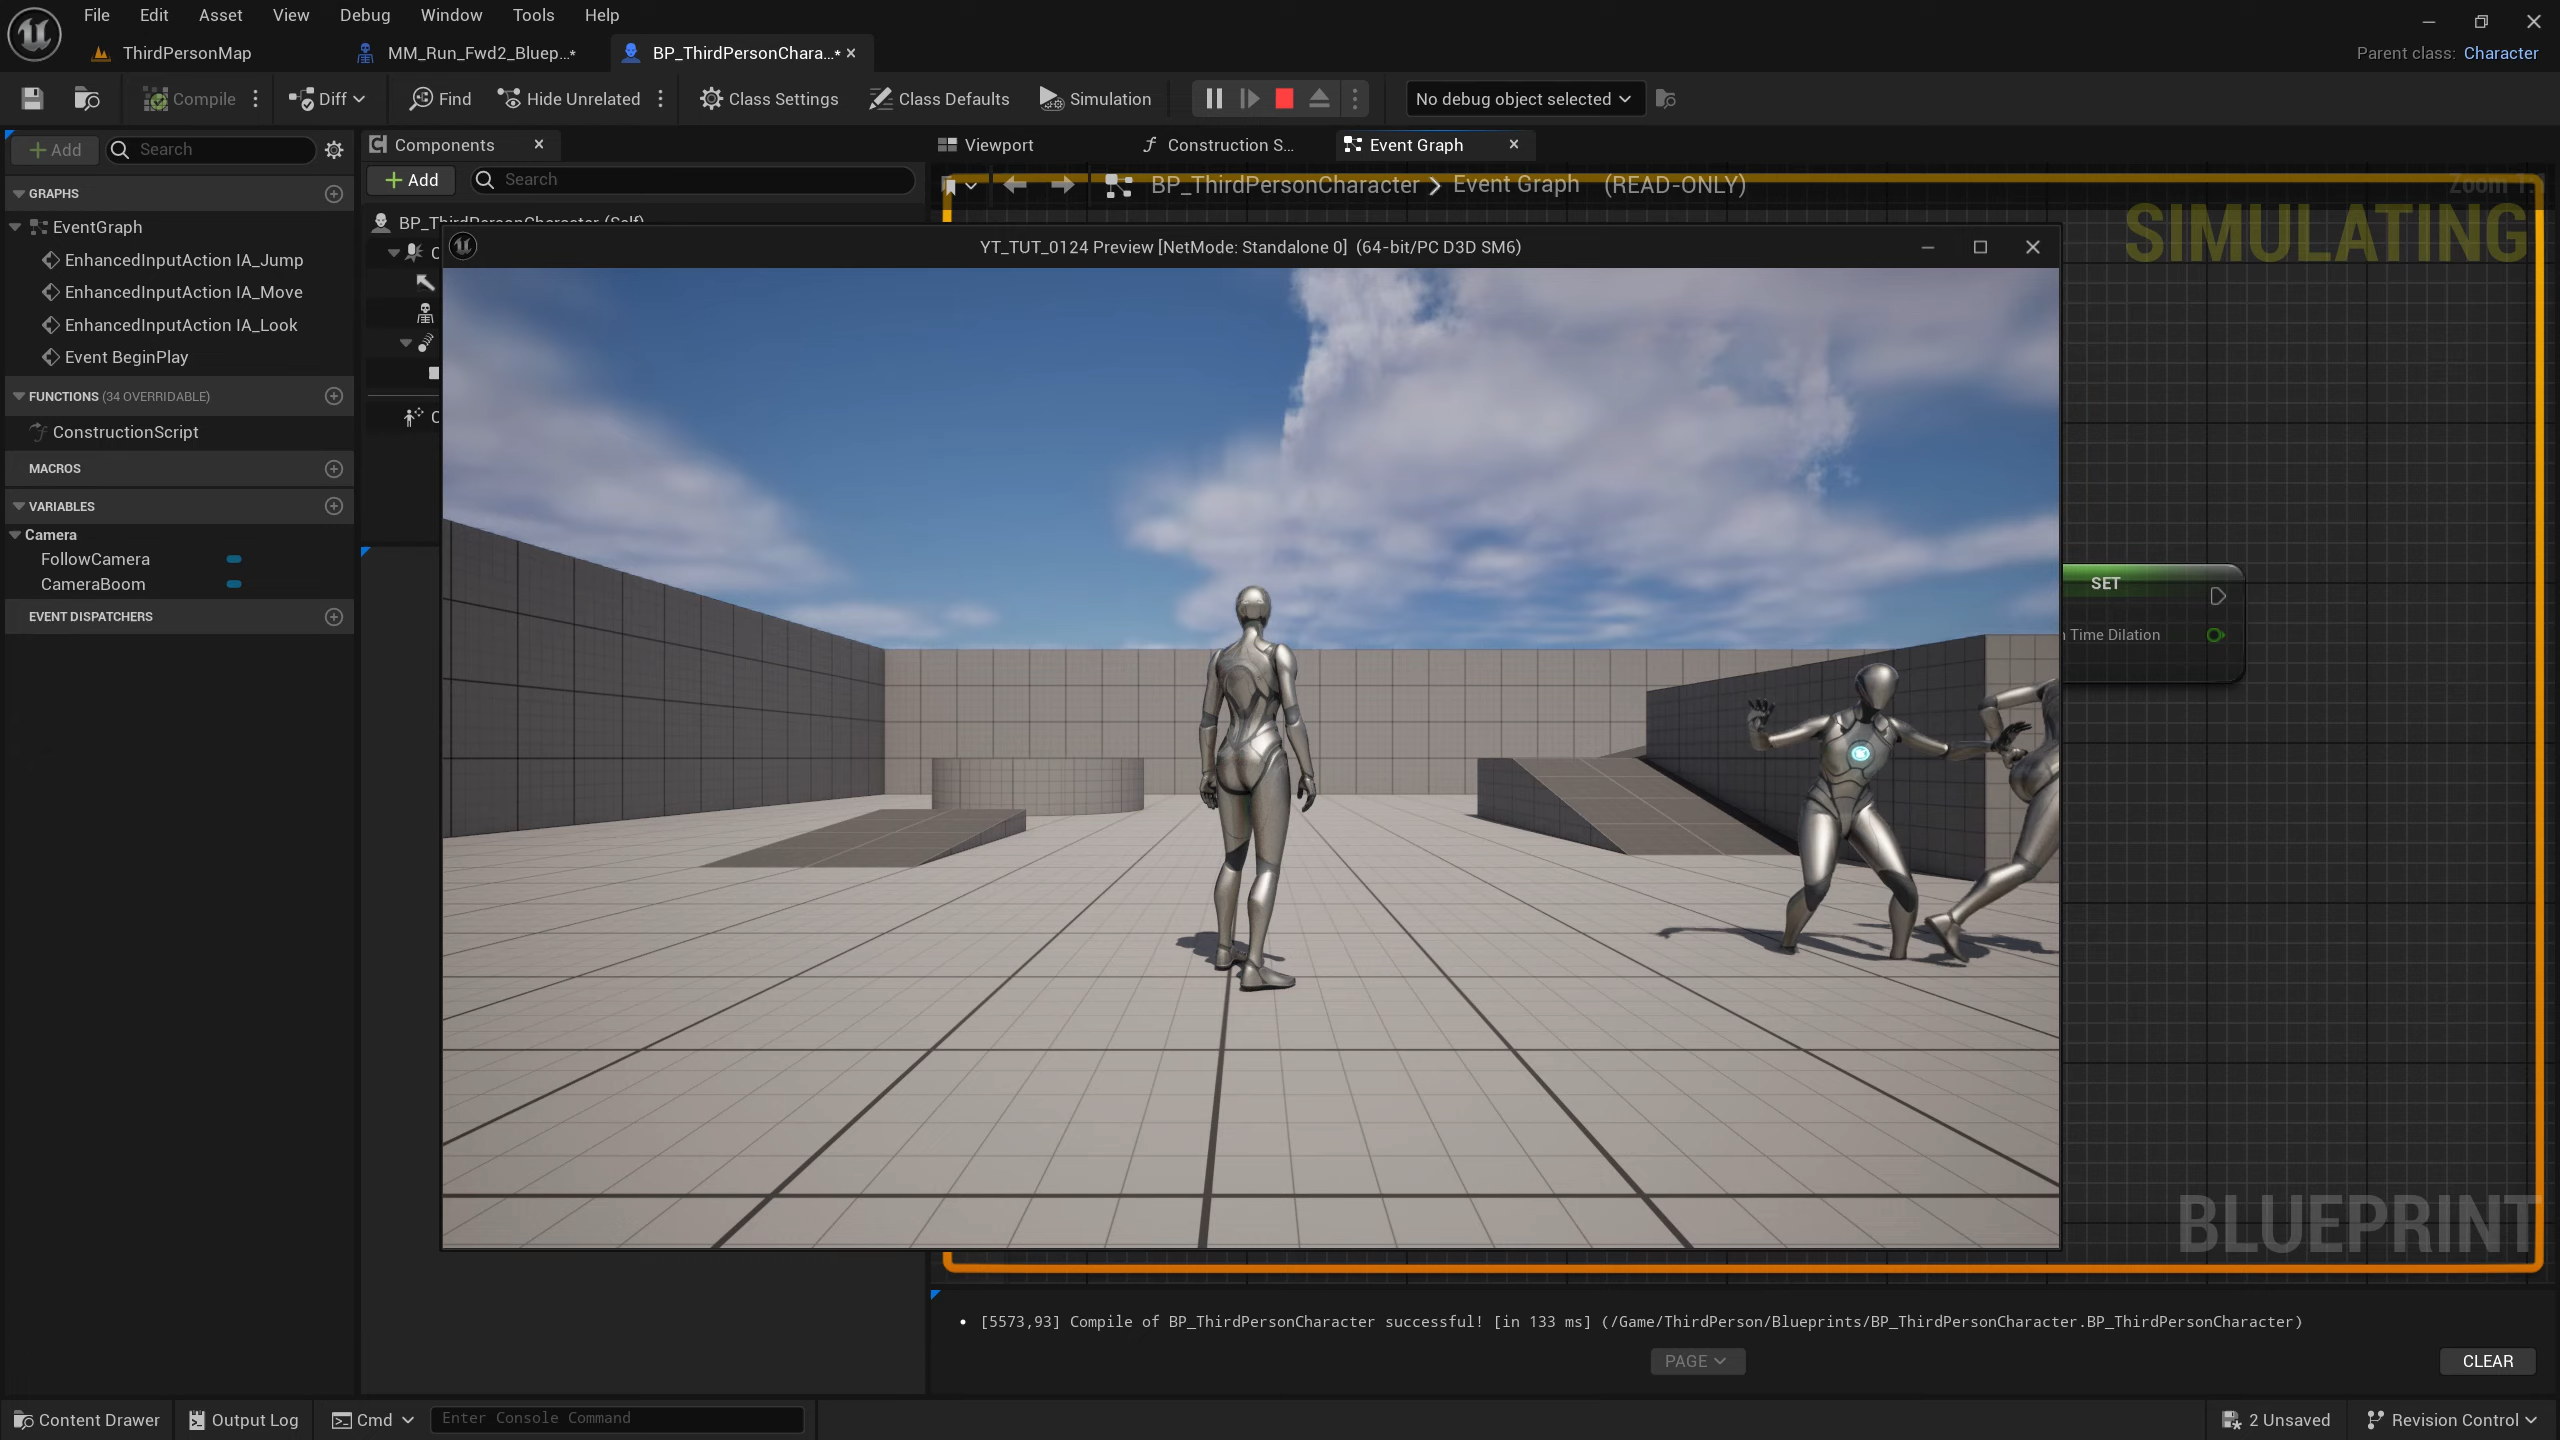 File Edit Asset View Debug Window Tools Help
ThirdPersonMap
MM_Run_Fwd2_Bluep...*
BP_ThirdPersonChara...*
Parent class: Character
Compile
Diff
Find
Hide Unrelated
Class Settings
Class Defaults
Simulation
No debug object selected
Add
Search
Components
Viewport
Construction S...
Event Graph
Add
Search
BP_ThirdPersonCharacter > Event Graph (READ-ONLY)
Zoom 1:1
SIMULATING
GRAPHS
EventGraph
EnhancedInputAction IA_Jump
EnhancedInputAction IA_Move
EnhancedInputAction IA_Look
Event BeginPlay
FUNCTIONS (34 OVERRIDABLE)
ConstructionScript
MACROS
VARIABLES
Camera
FollowCamera
CameraBoom
EVENT DISPATCHERS
BP_ThirdPersonCharacter (Self)
C
C
YT_TUT_0124 Preview [NetMode: Standalone 0] (64-bit/PC D3D SM6)
SET
Time Dilation
BLUEPRINT
[5573,93] Compile of BP_ThirdPersonCharacter successful! [in 133 ms] (/Game/ThirdPerson/Blueprints/BP_ThirdPersonCharacter.BP_ThirdPersonCharacter)
PAGE
CLEAR
Content Drawer
Output Log
Cmd
Enter Console Command
2 Unsaved
Revision Control